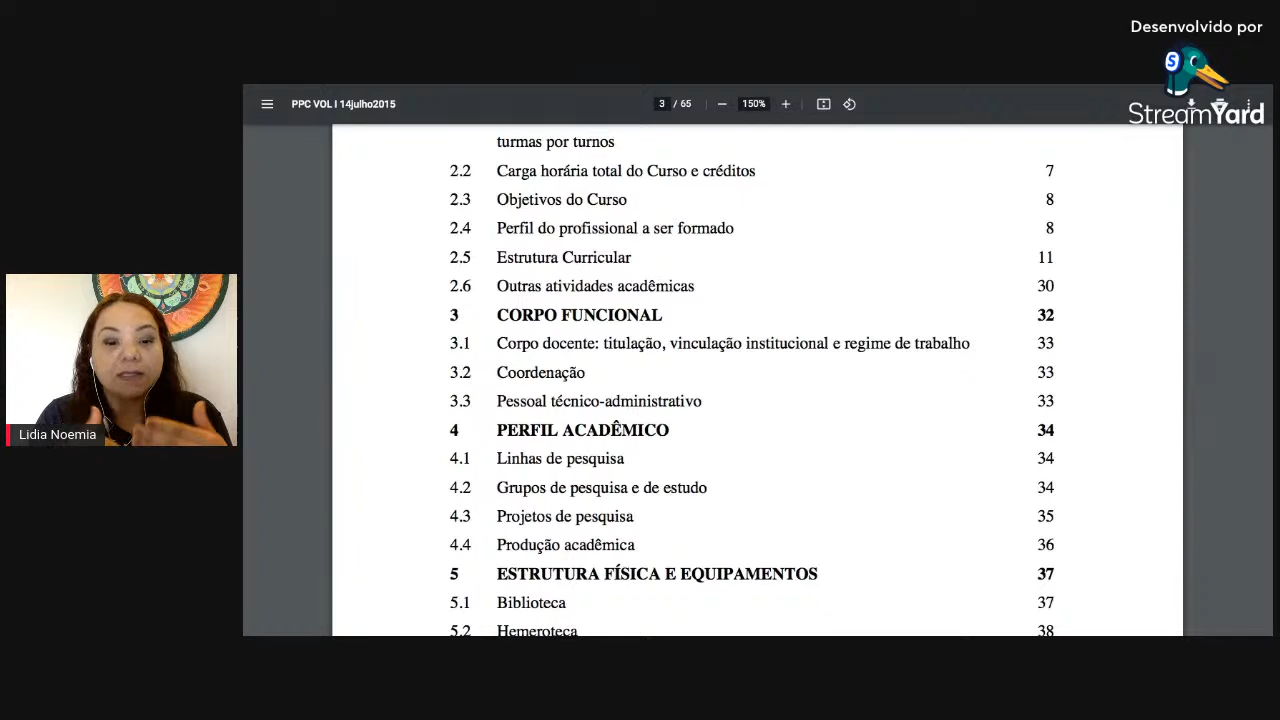 Desenvolvido por
StreamYard
PPC VOL I 14julho2015
3 / 65
150%
turmas por turnos
2.2 Carga horária total do Curso e créditos 7
2.3 Objetivos do Curso 8
2.4 Perfil do profissional a ser formado 8
2.5 Estrutura Curricular 11
2.6 Outras atividades acadêmicas 30
3 CORPO FUNCIONAL 32
3.1 Corpo docente: titulação, vinculação institucional e regime de trabalho 33
3.2 Coordenação 33
3.3 Pessoal técnico-administrativo 33
4 PERFIL ACADÊMICO 34
4.1 Linhas de pesquisa 34
4.2 Grupos de pesquisa e de estudo 34
4.3 Projetos de pesquisa 35
4.4 Produção acadêmica 36
5 ESTRUTURA FÍSICA E EQUIPAMENTOS 37
5.1 Biblioteca 37
5.2 Hemeroteca 38
Lidia Noemia